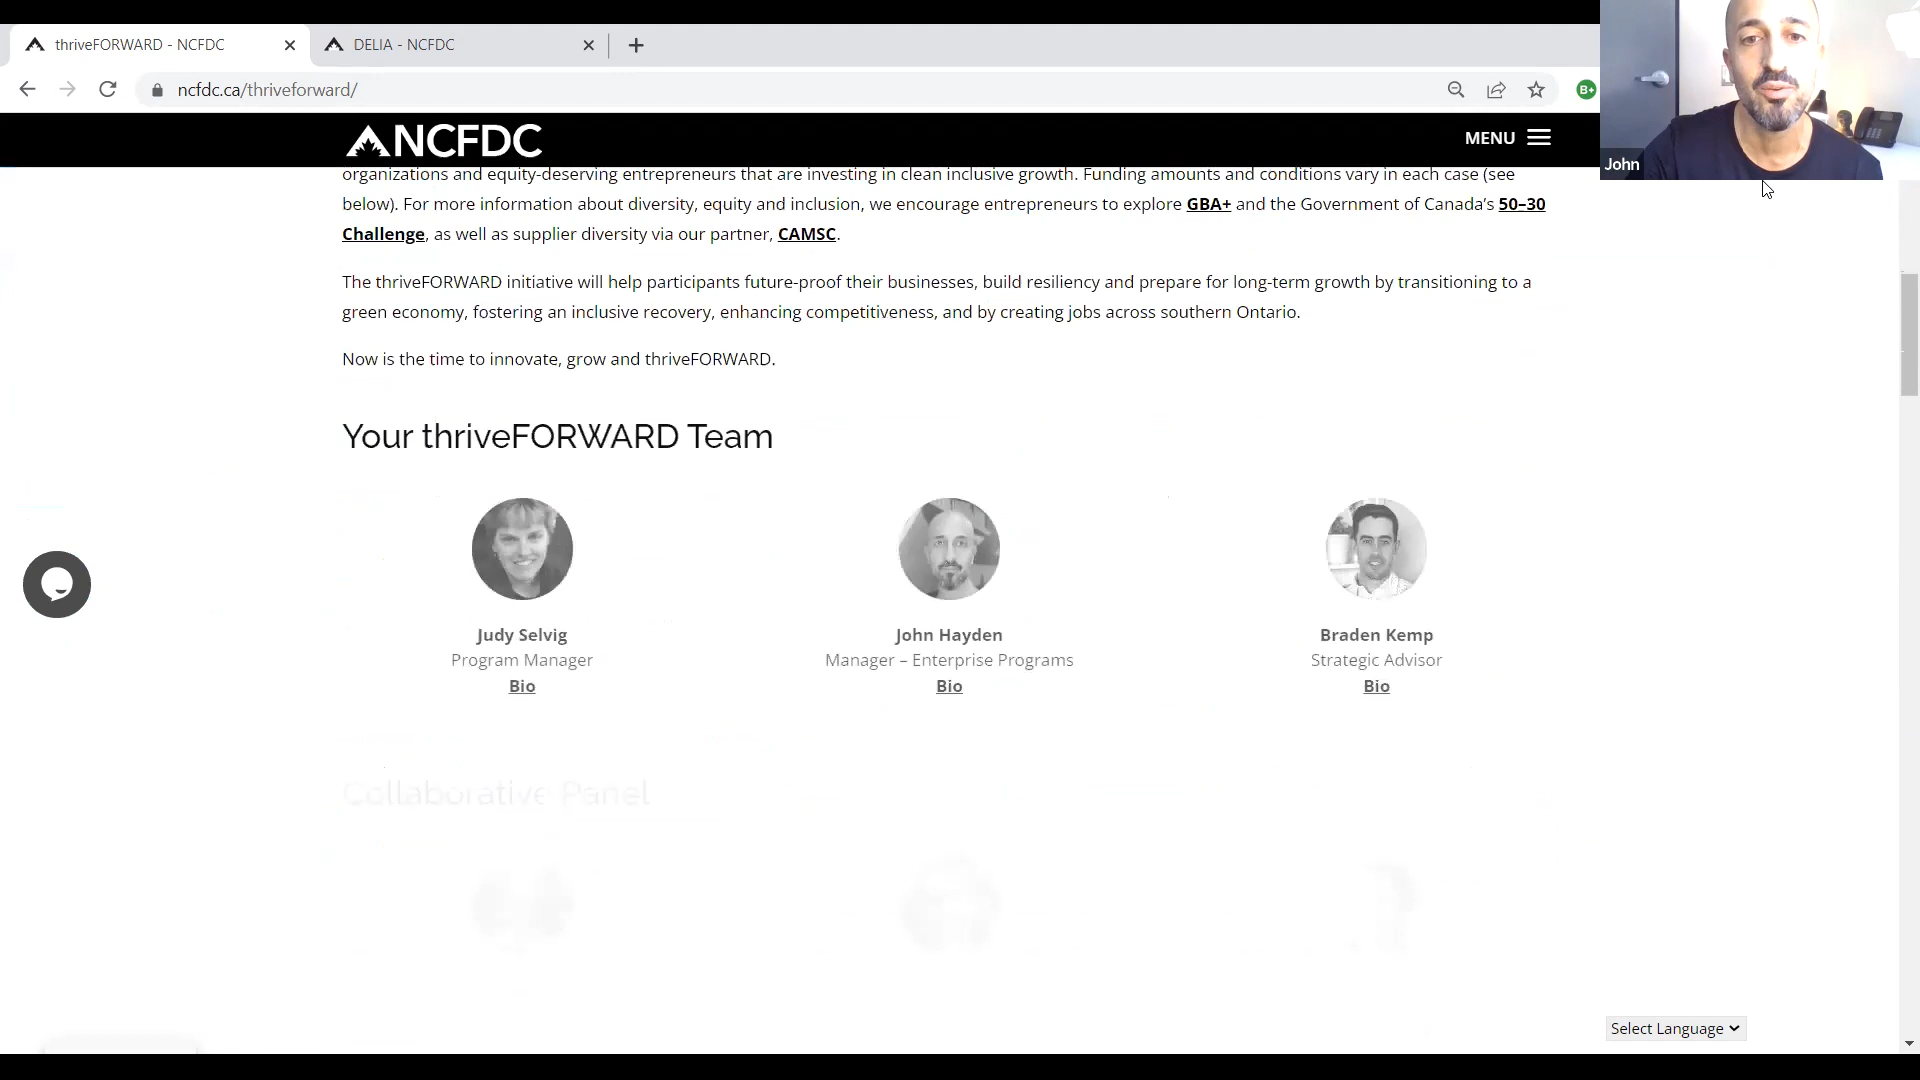 thriveFORWARD - NCFDC
DELIA - NCFDC
ncfdc.ca/thriveforward/
B+
NCFDC
MENU
John
organizations and equity-deserving entrepreneurs that are investing in clean inclusive growth. Funding amounts and conditions vary in each case (see
below). For more information about diversity, equity and inclusion, we encourage entrepreneurs to explore GBA+ and the Government of Canada's 50–30
Challenge, as well as supplier diversity via our partner, CAMSC.
The thriveFORWARD initiative will help participants future-proof their businesses, build resiliency and prepare for long-term growth by transitioning to a
green economy, fostering an inclusive recovery, enhancing competitiveness, and by creating jobs across southern Ontario.
Now is the time to innovate, grow and thriveFORWARD.
Your thriveFORWARD Team
Judy Selvig
Program Manager
Bio
John Hayden
Manager – Enterprise Programs
Bio
Braden Kemp
Strategic Advisor
Bio
Collaborative Panel
Select Language